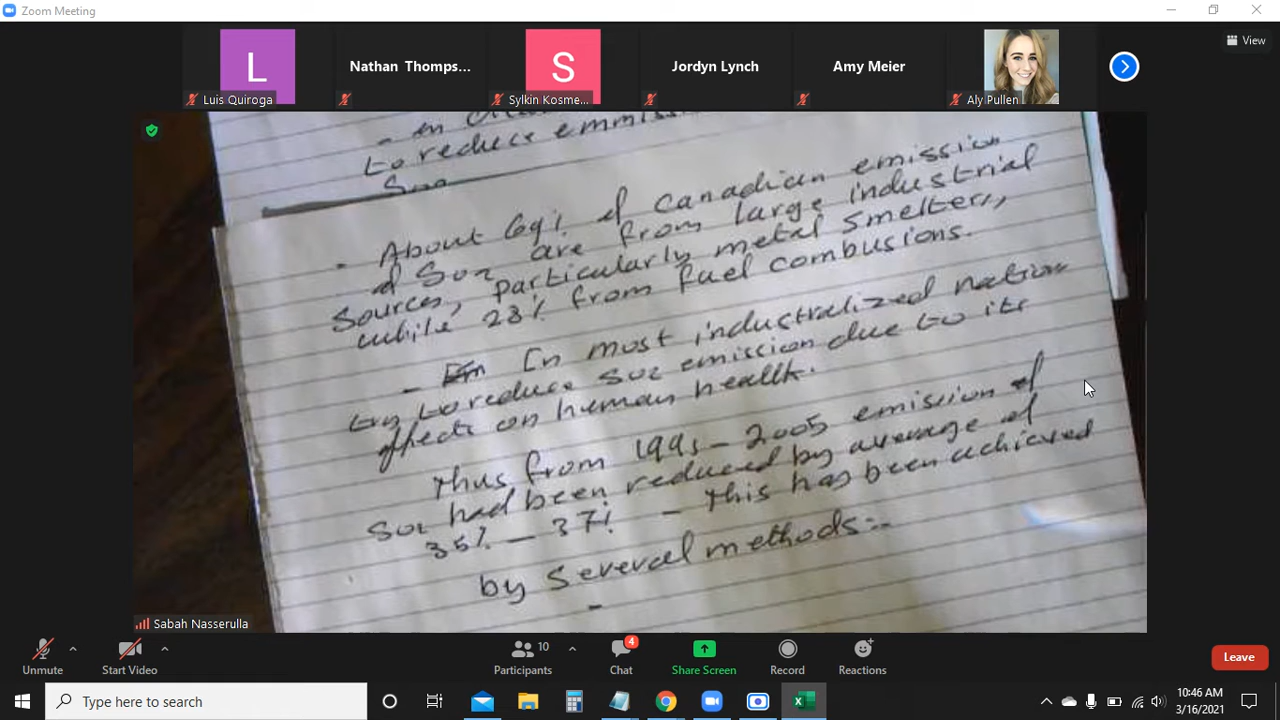 Zoom Meeting
View
L
Luis Quiroga
Nathan Thomps...
S
Sylkin Kosme...
Jordyn Lynch
Amy Meier
Aly Pullen
- en
to reduce emmiss
- About 69% of Canadian emission
of SO2 are from large industrial
Sources, particularly metal smelters,
while 23% from fuel combusions.
- In most industralized nation
try to reduce SO2 emission due to its
effects on human health.
Thus from 1995 - 2005 emission of
SO2 had been reduced by average of
35% - 37% - This has been achieved
by several methods:-
-
Sabah Nasserulla
Unmute
Start Video
10
Participants
4
Chat
Share Screen
Record
Reactions
Leave
Type here to search
10:46 AM
3/16/2021